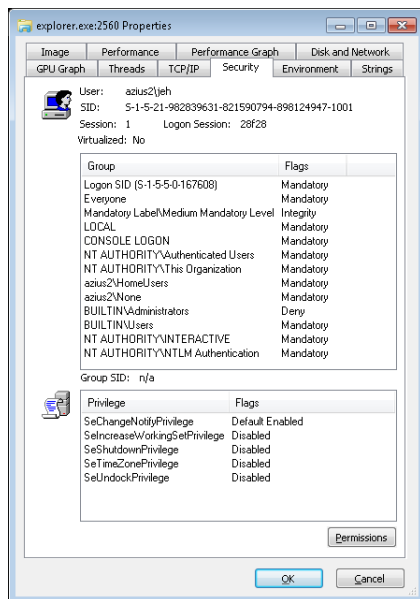 explorer.exe:2560 Properties
Image Performance Performance Graph Disk and Network
GPU Graph Threads TCP/IP Security Environment Strings
User: azius2\jeh
SID: S-1-5-21-982839631-821590794-898124947-1001
Session: 1 Logon Session: 28f28
Virtualized: No
Group Flags
Logon SID (S-1-5-5-0-167608) Mandatory
Everyone Mandatory
Mandatory Label\Medium Mandatory Level Integrity
LOCAL Mandatory
CONSOLE LOGON Mandatory
NT AUTHORITY\Authenticated Users Mandatory
NT AUTHORITY\This Organization Mandatory
azius2\HomeUsers Mandatory
azius2\None Mandatory
BUILTIN\Administrators Deny
BUILTIN\Users Mandatory
NT AUTHORITY\INTERACTIVE Mandatory
NT AUTHORITY\NTLM Authentication Mandatory
Group SID: n/a
Privilege Flags
SeChangeNotifyPrivilege Default Enabled
SeIncreaseWorkingSetPrivilege Disabled
SeShutdownPrivilege Disabled
SeTimeZonePrivilege Disabled
SeUndockPrivilege Disabled
Permissions
OK Cancel